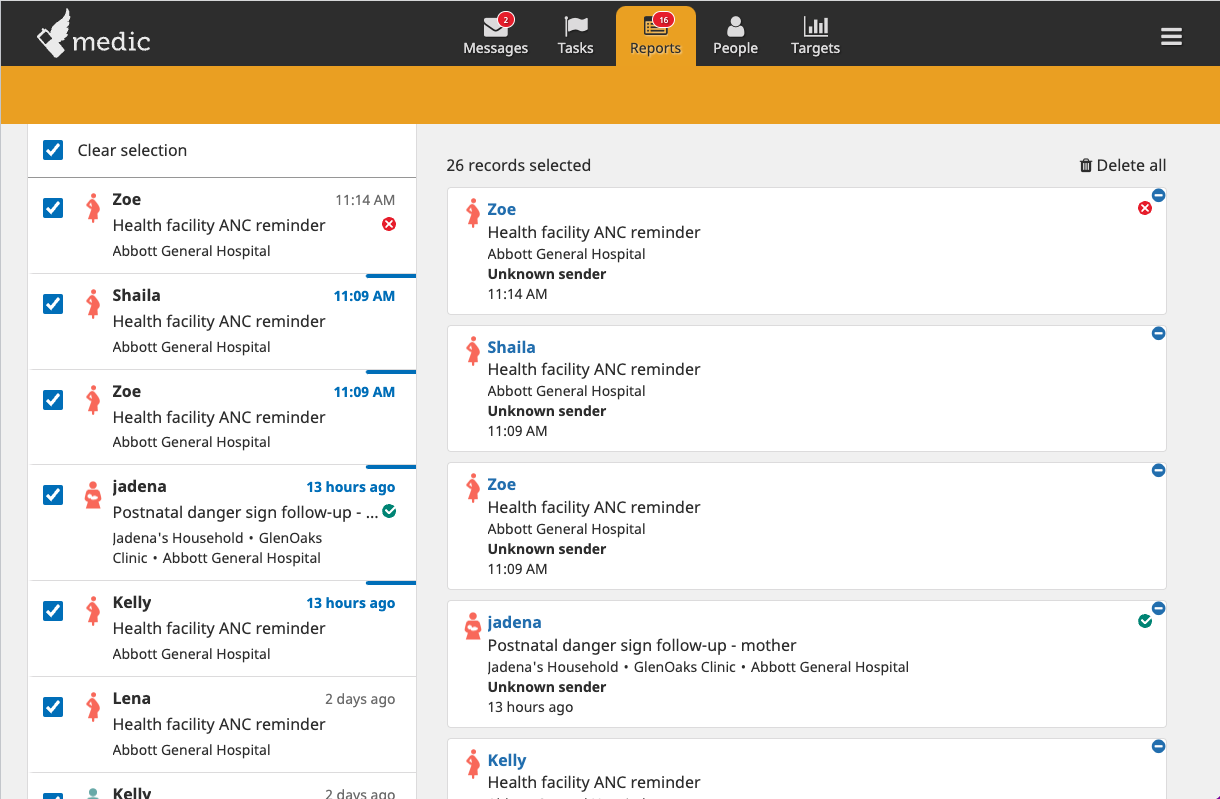 medic
2
Messages
Tasks
16
Reports
People
Targets
Clear selection
Zoe 11:14 AM
Health facility ANC reminder
Abbott General Hospital
Shaila 11:09 AM
Health facility ANC reminder
Abbott General Hospital
Zoe 11:09 AM
Health facility ANC reminder
Abbott General Hospital
jadena 13 hours ago
Postnatal danger sign follow-up - ...
Jadena's Household • GlenOaks
Clinic • Abbott General Hospital
Kelly 13 hours ago
Health facility ANC reminder
Abbott General Hospital
Lena 2 days ago
Health facility ANC reminder
Abbott General Hospital
Kelly 2 days ago
26 records selected
Delete all
Zoe
Health facility ANC reminder
Abbott General Hospital
Unknown sender
11:14 AM
Shaila
Health facility ANC reminder
Abbott General Hospital
Unknown sender
11:09 AM
Zoe
Health facility ANC reminder
Abbott General Hospital
Unknown sender
11:09 AM
jadena
Postnatal danger sign follow-up - mother
Jadena's Household • GlenOaks Clinic • Abbott General Hospital
Unknown sender
13 hours ago
Kelly
Health facility ANC reminder